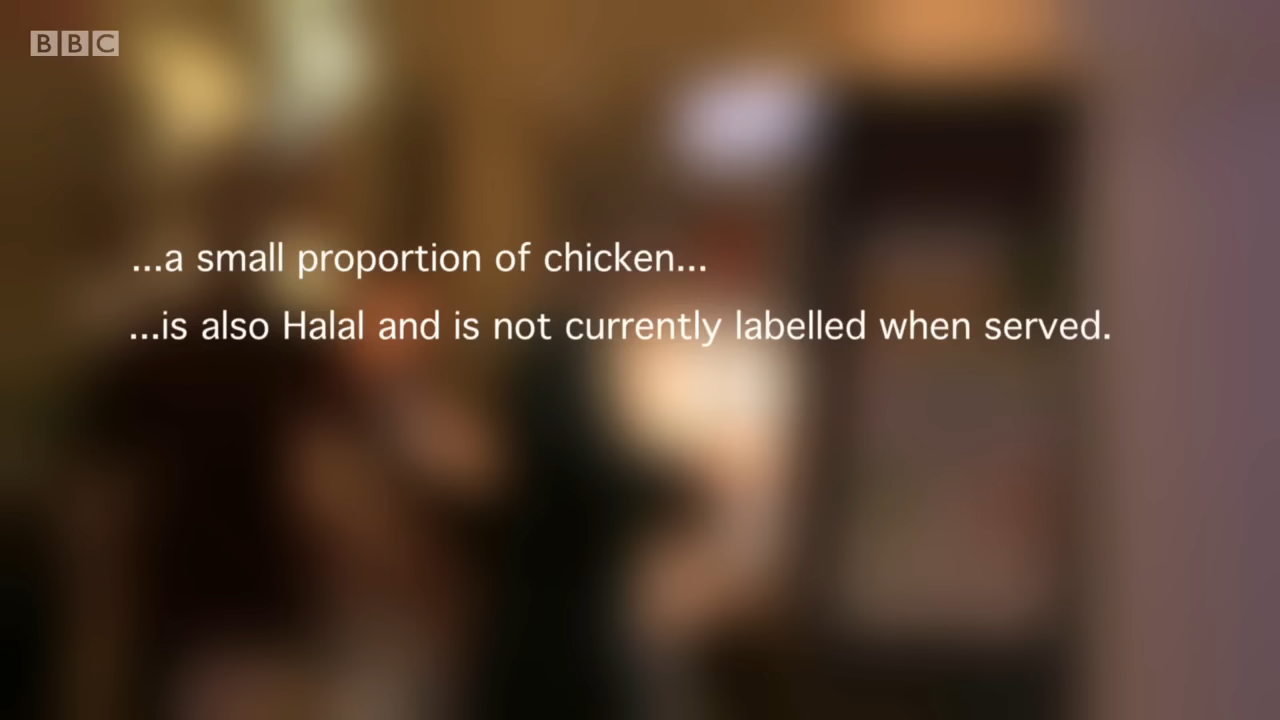 BBC
...a small proportion of chicken...
...is also Halal and is not currently labelled when served.